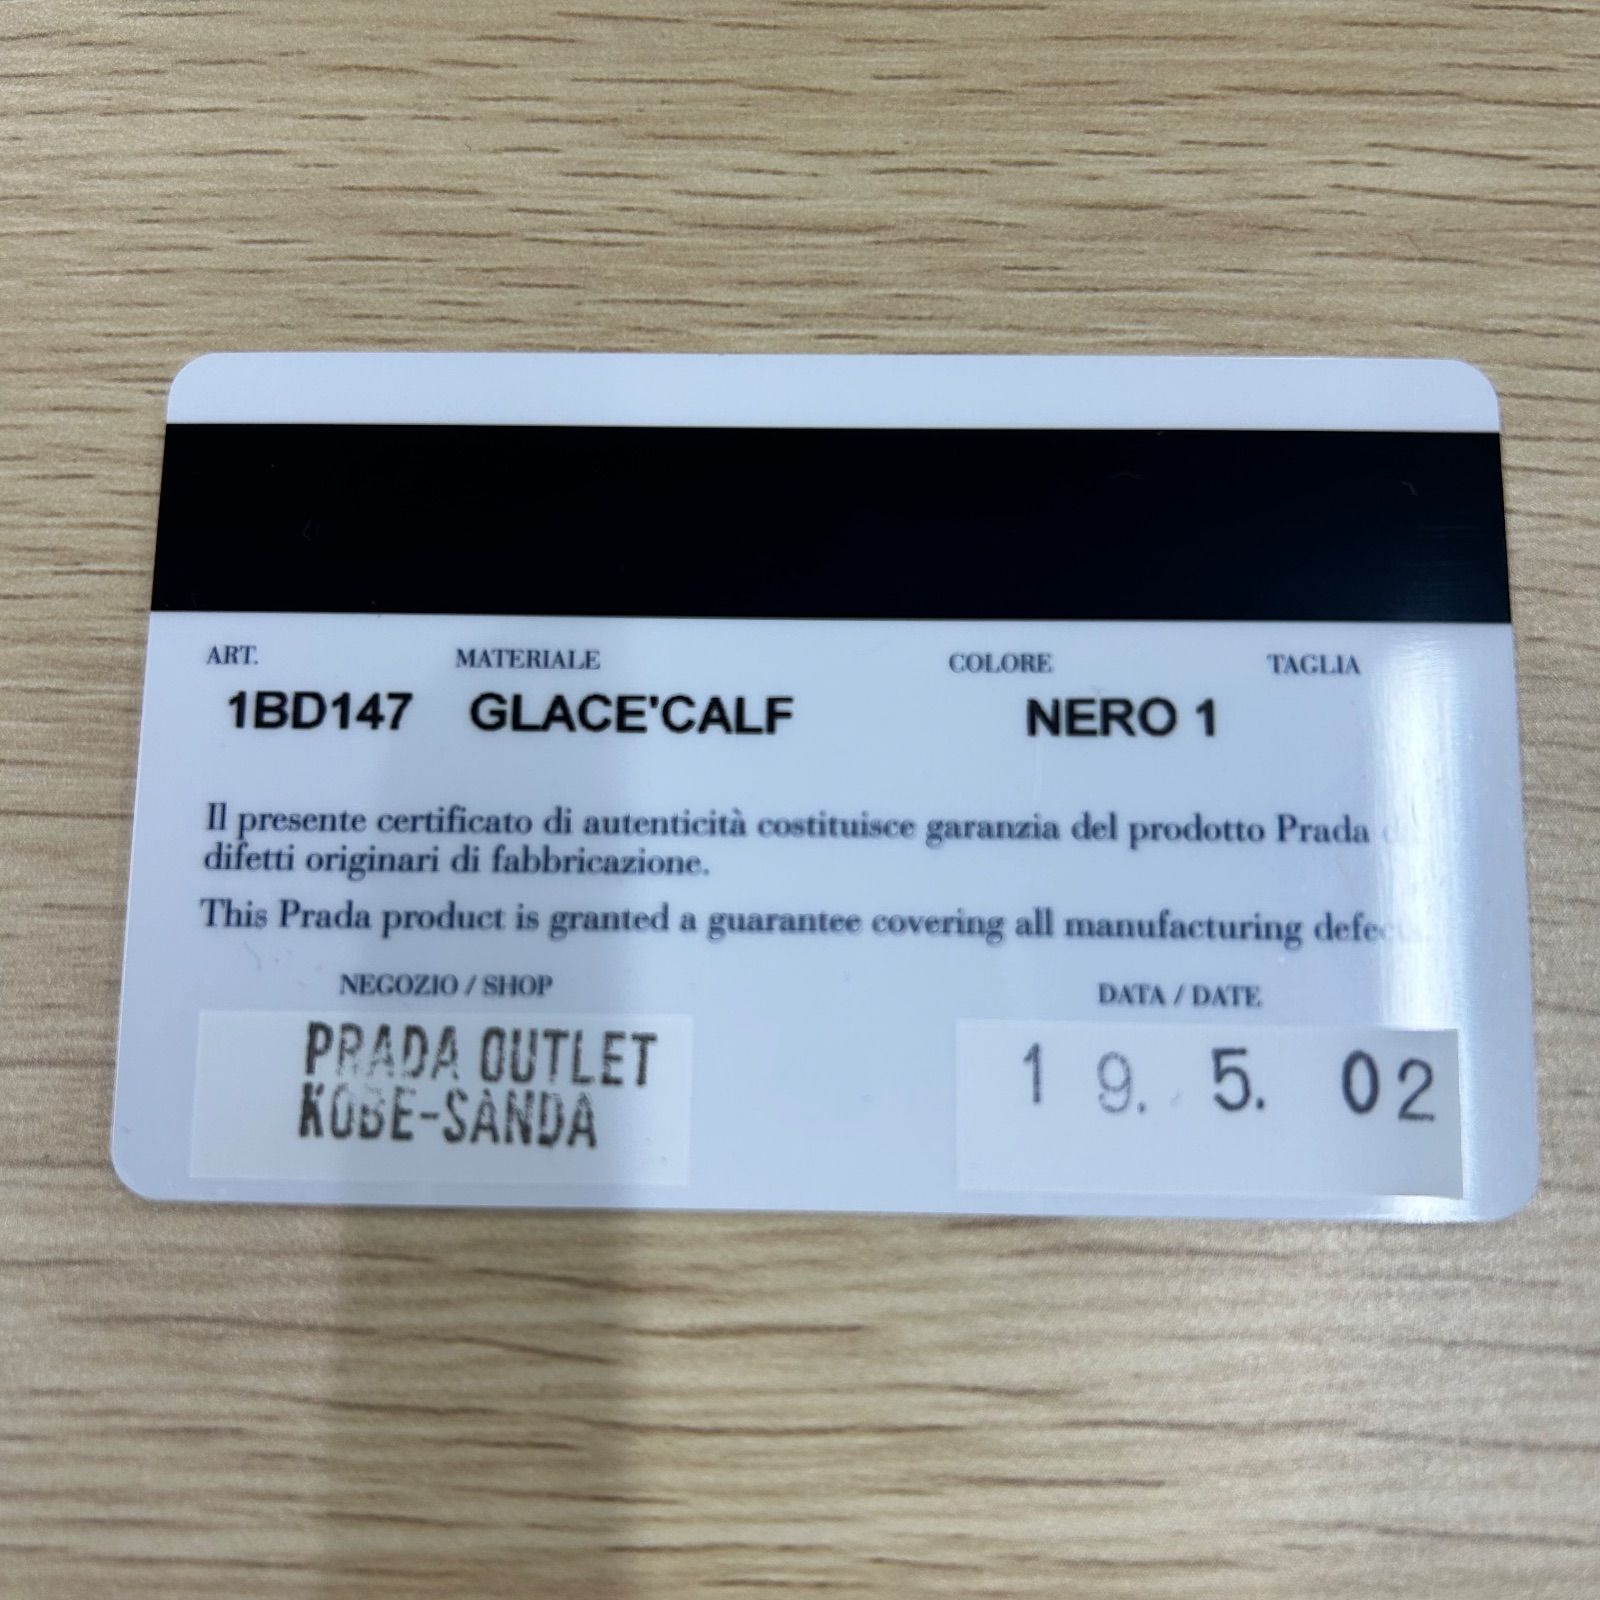 ART. MATERIALE COLORE TAGLIA
1BD147 GLACE'CALF NERO 1
Il presente certificato di autenticità costituisce garanzia del prodotto Prada
difetti originari di fabbricazione.
This Prada product is granted a guarantee covering all manufacturing
NEGOZIO / SHOP DATA / DATE
PRADA OUTLET
KOBE-SANDA
19. 5. 02